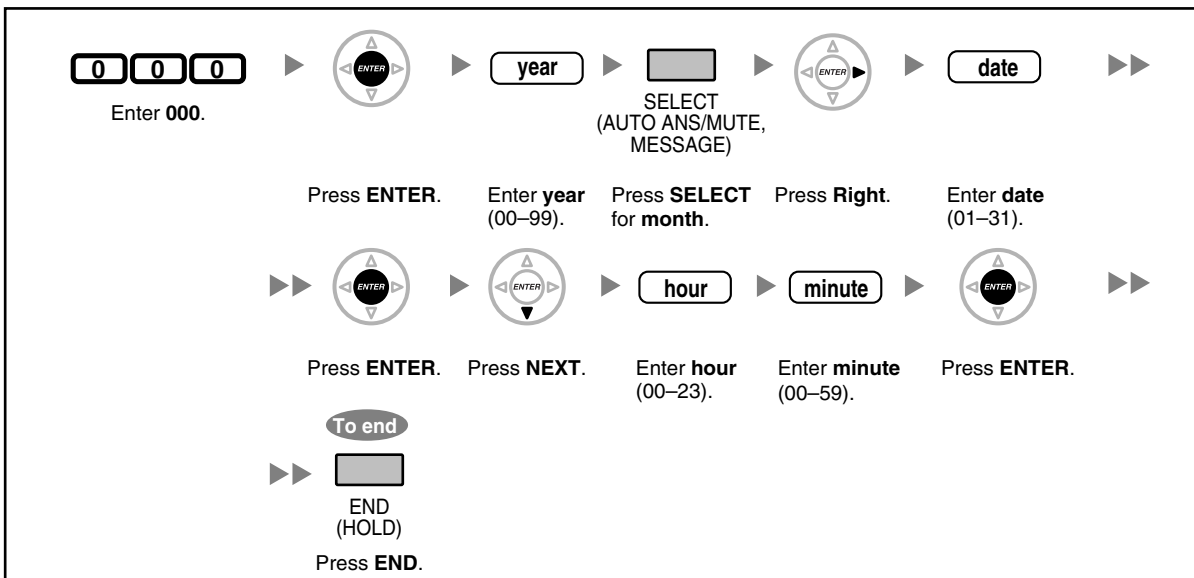 0 0 0
ENTER
year
SELECT
(AUTO ANS/MUTE,
MESSAGE)
ENTER
date
Enter 000.
Press ENTER.
Enter year
(00–99).
Press SELECT
for month.
Press Right.
Enter date
(01–31).
ENTER
ENTER
hour
minute
ENTER
Press ENTER.
Press NEXT.
Enter hour
(00–23).
Enter minute
(00–59).
Press ENTER.
To end
END
(HOLD)
Press END.